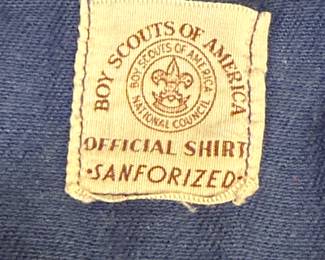 BOY SCOUTS OF AMERICA
BOY SCOUTS OF AMERICA
NATIONAL COUNCIL
OFFICIAL SHIRT
·SANFORIZED·